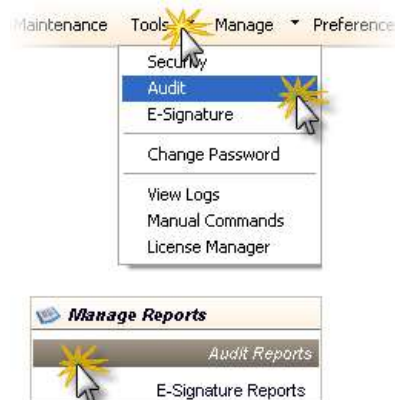 Maintenance Tools Manage Preference
Security
Audit
E-Signature
Change Password
View Logs
Manual Commands
License Manager
Manage Reports
Audit Reports
E-Signature Reports